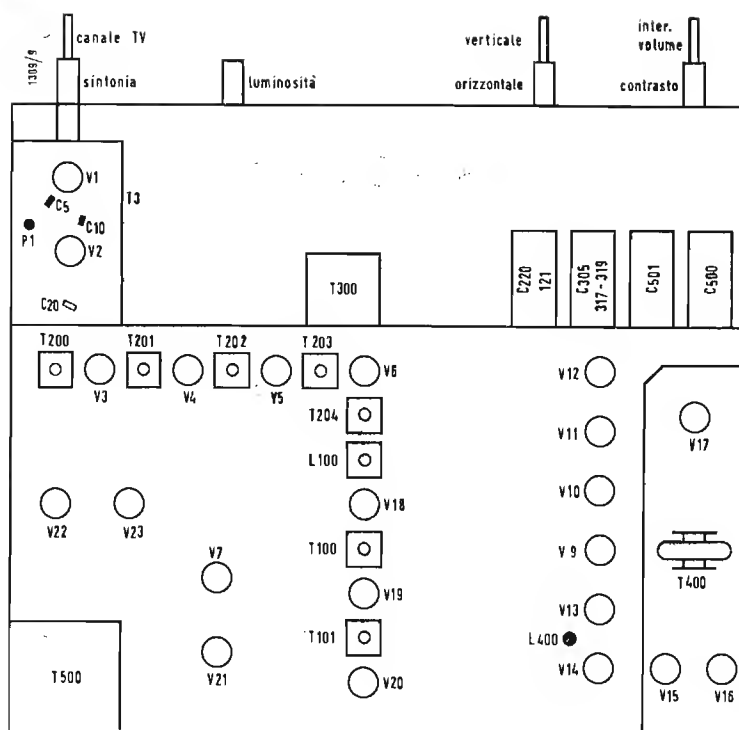 canale TV
sintonia
1309/9
luminosità
verticale
orizzontale
inter.
volume
contrasto
V1
T3
C5
C10
P1
V2
C20
T300
C220
121
C305
317-319
C501
C500
T200
T201
T202
T203
V3
V4
V5
V6
V12
T204
V11
V17
L100
V10
V22
V23
V18
V7
T100
V9
T400
V19
V13
T101
L400
T500
V21
V20
V14
V15
V16